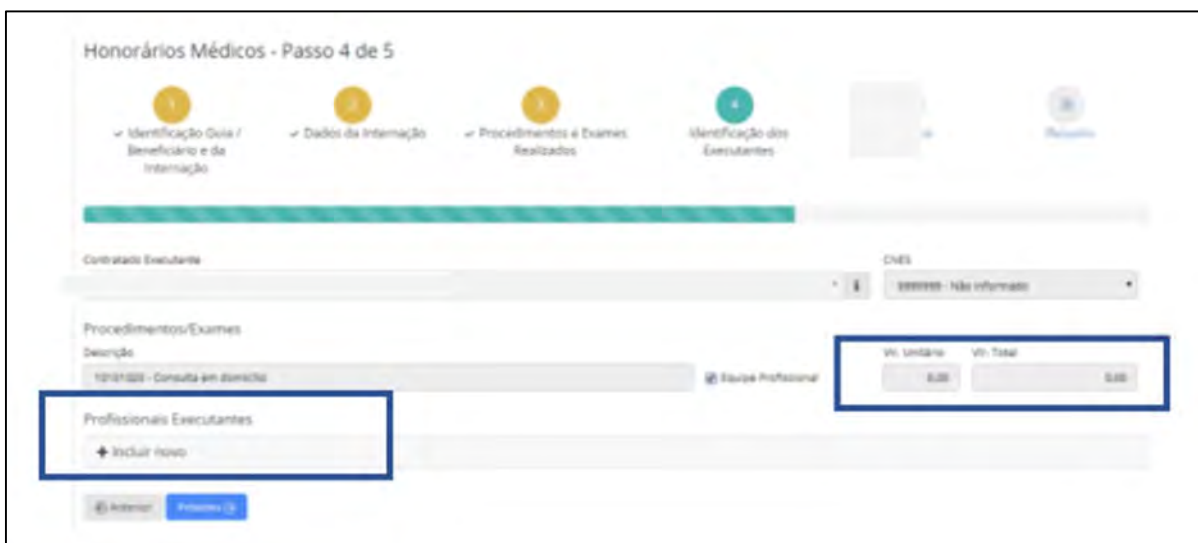 Honorários Médicos - Passo 4 de 5
1
2
3
4
✓ Identificação Guia /
Beneficiário e da
Internação
✓ Dados da Internação
✓ Procedimentos e Exames
Realizados
Identificação dos
Executantes
Contratado Executante
CNES
9999999 - Não informado
Procedimentos/Exames
Descrição
Vlr. Unitário
Vlr. Total
- Consulta em domicílio
Equipe Profissional
0,00
0,00
Profissionais Executantes
+ Incluir novo
Anterior
Próximo